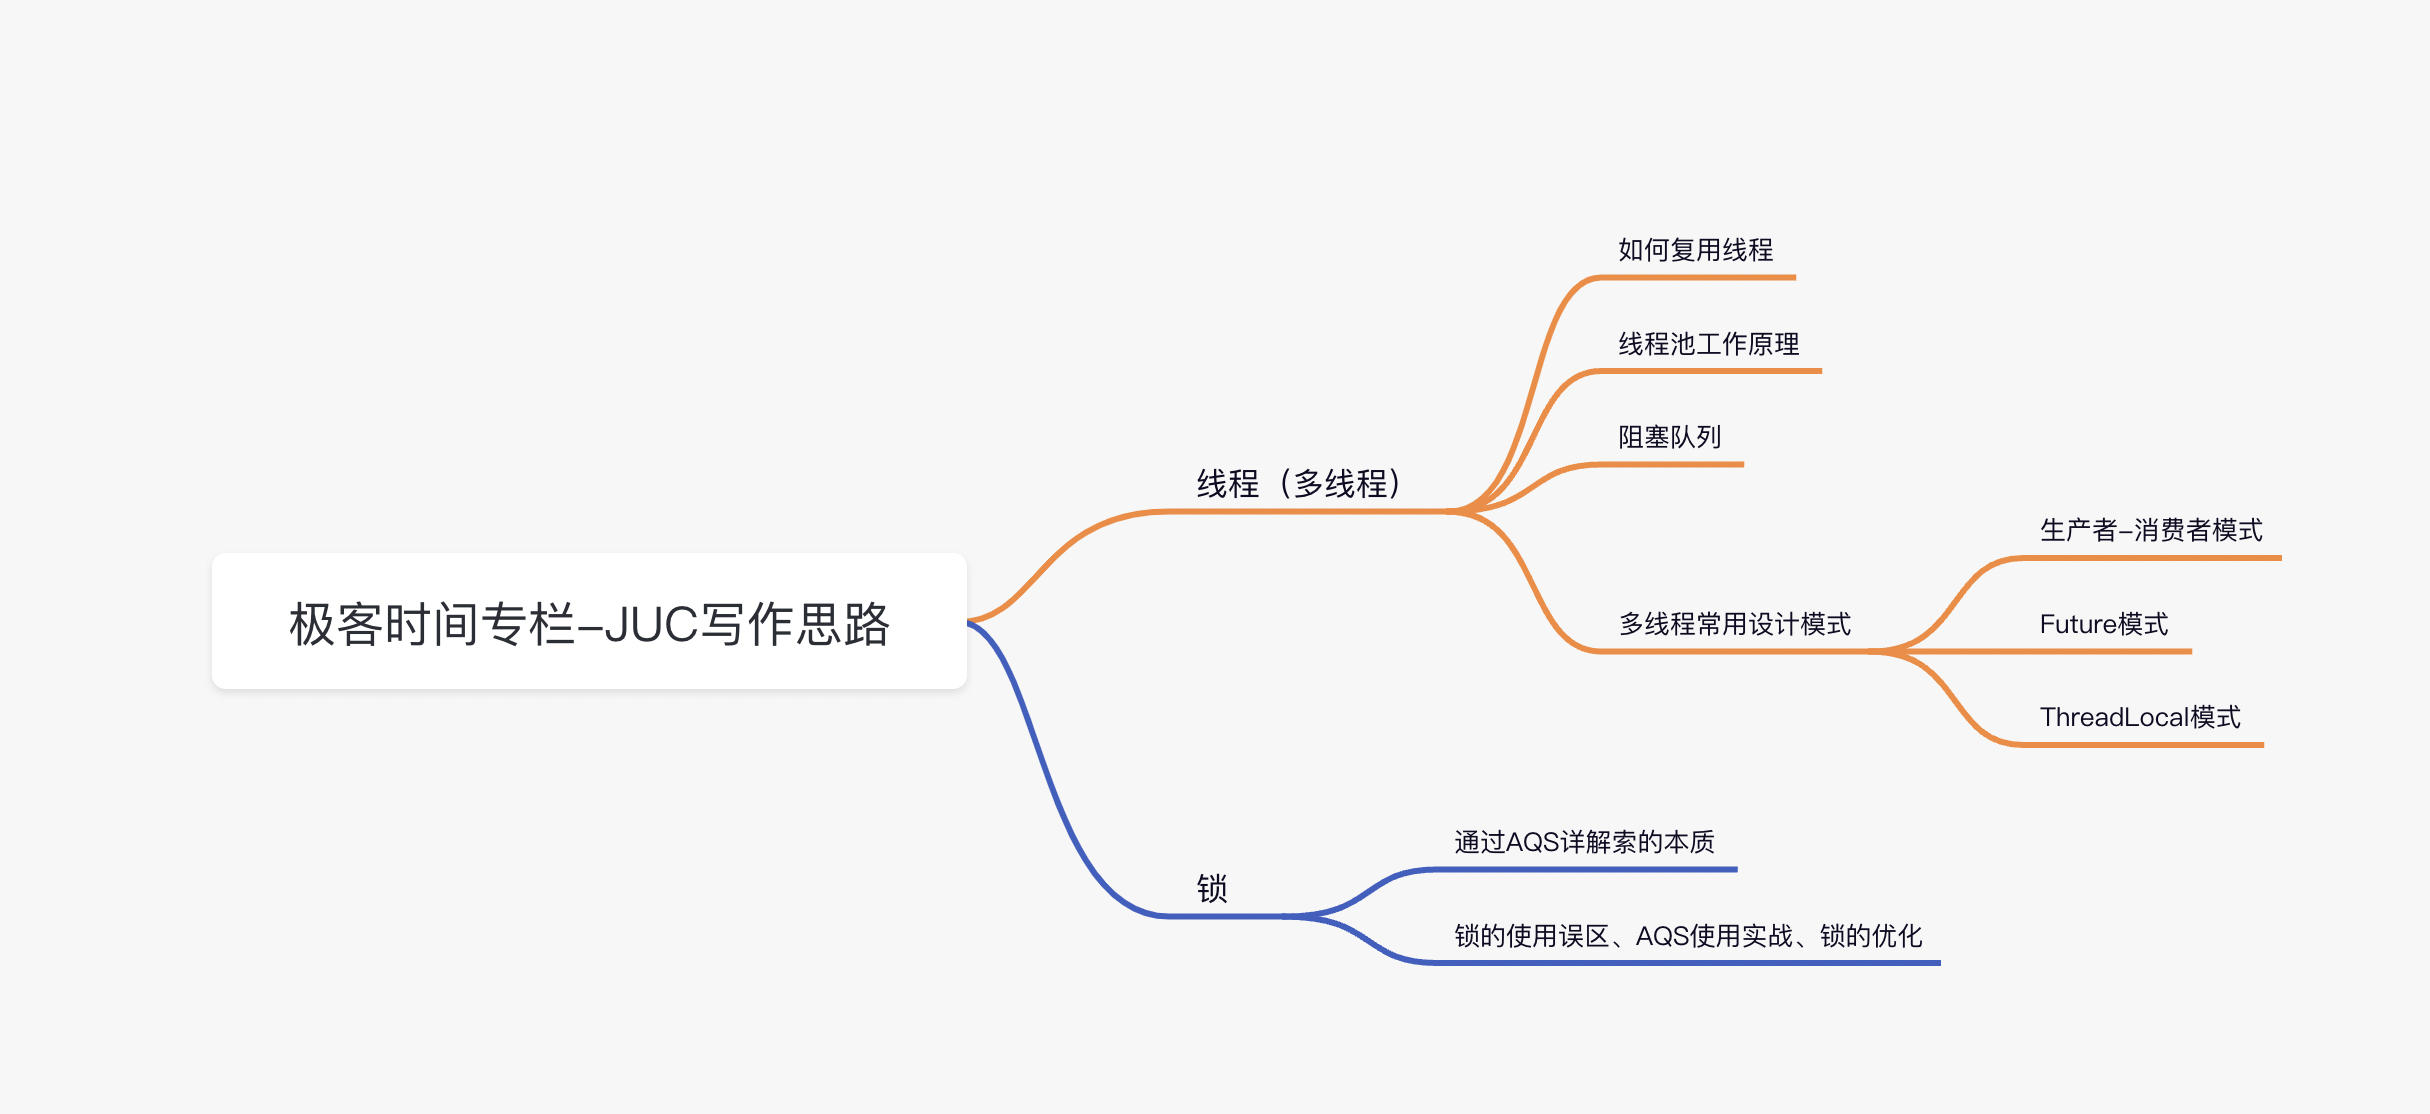 极客时间专栏-JUC写作思路
线程（多线程）
如何复用线程
线程池工作原理
阻塞队列
多线程常用设计模式
生产者-消费者模式
Future模式
ThreadLocal模式
锁
通过AQS详解索的本质
锁的使用误区、AQS使用实战、锁的优化